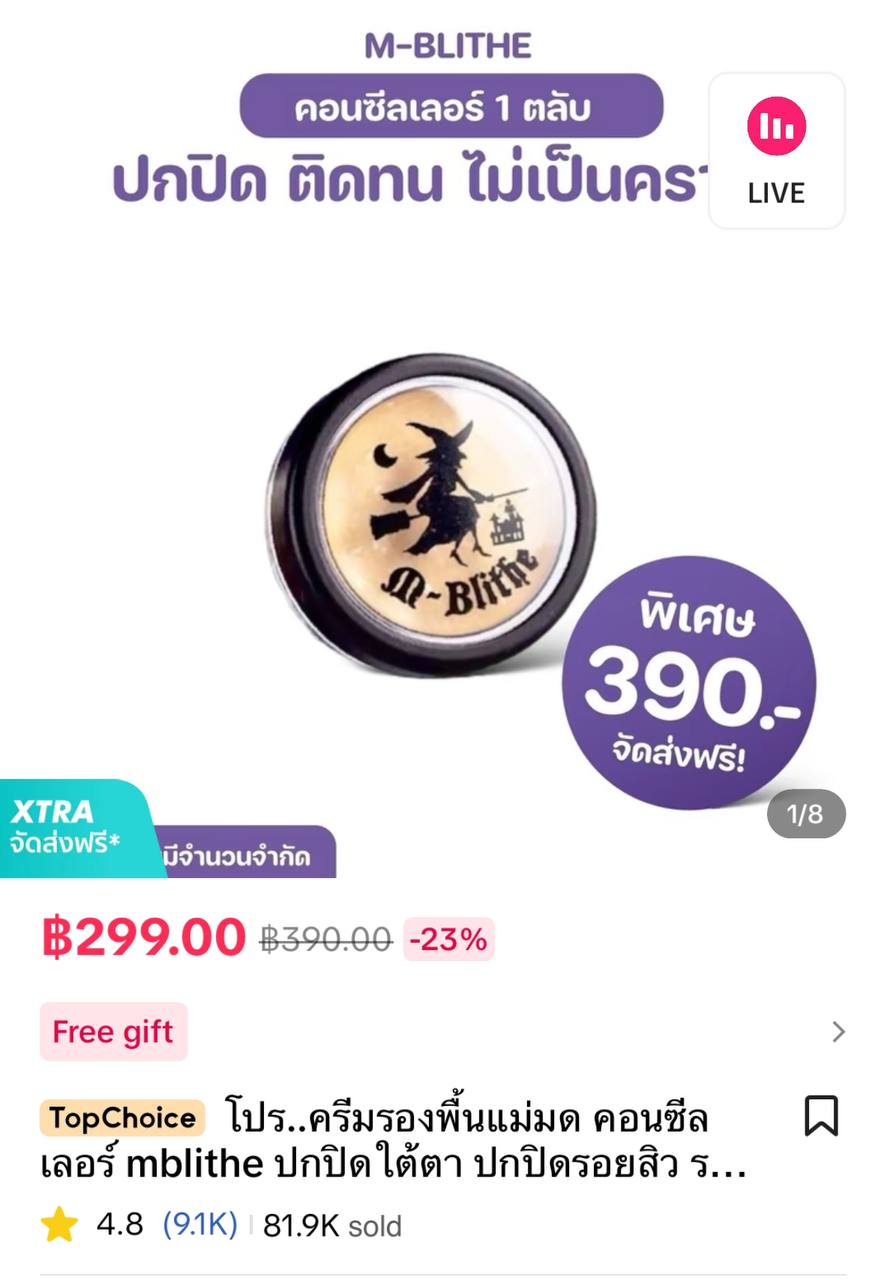 M-BLITHE
คอนซีลเลอร์ 1 ตลับ
ปกปิด ติดทน ไม่เป็น
LIVE
M-Blithe
พิเศษ
390.-
จัดส่งฟรี!
1/8
XTRA
จัดส่งฟรี*
มีจำนวนจำกัด
฿299.00 ฿390.00 -23%
Free gift
TopChoice โปร..ครีมรองพื้นแม่มด คอนซีล
เลอร์ mblithe ปกปิดใต้ตา ปกปิดรอยสิว ร...
4.8 (9.1K) 81.9K sold